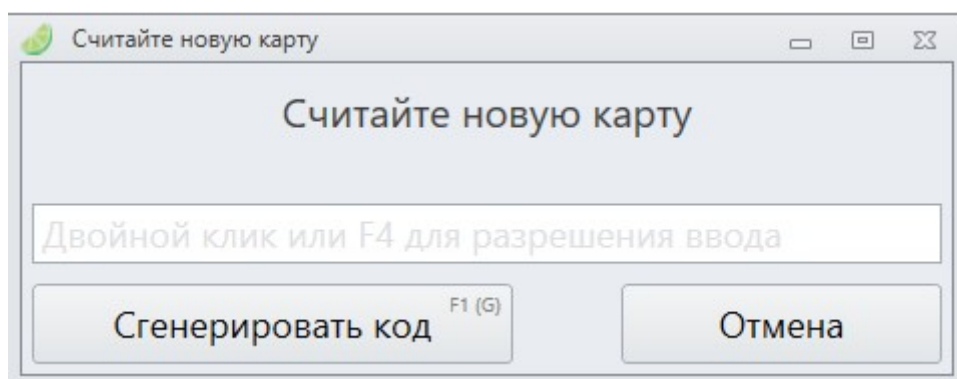 Считайте новую карту
Считайте новую карту
Двойной клик или F4 для разрешения ввода
Сгенерировать код F1 (G)
Отмена